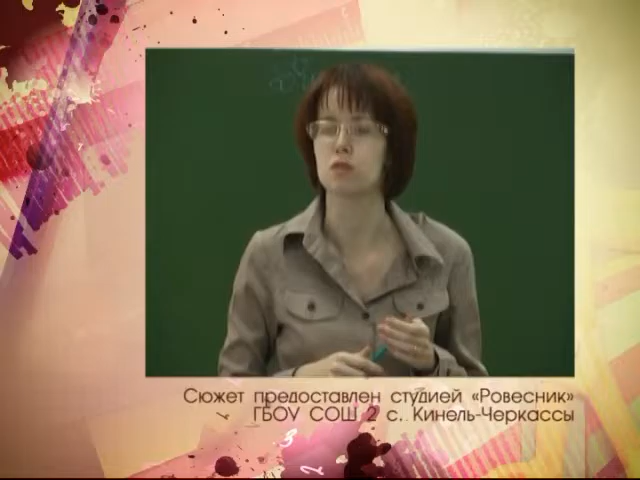 Сюжет предоставлен студией «Ровесник»
ГБОУ СОШ 2 с. Кинель-Черкассы